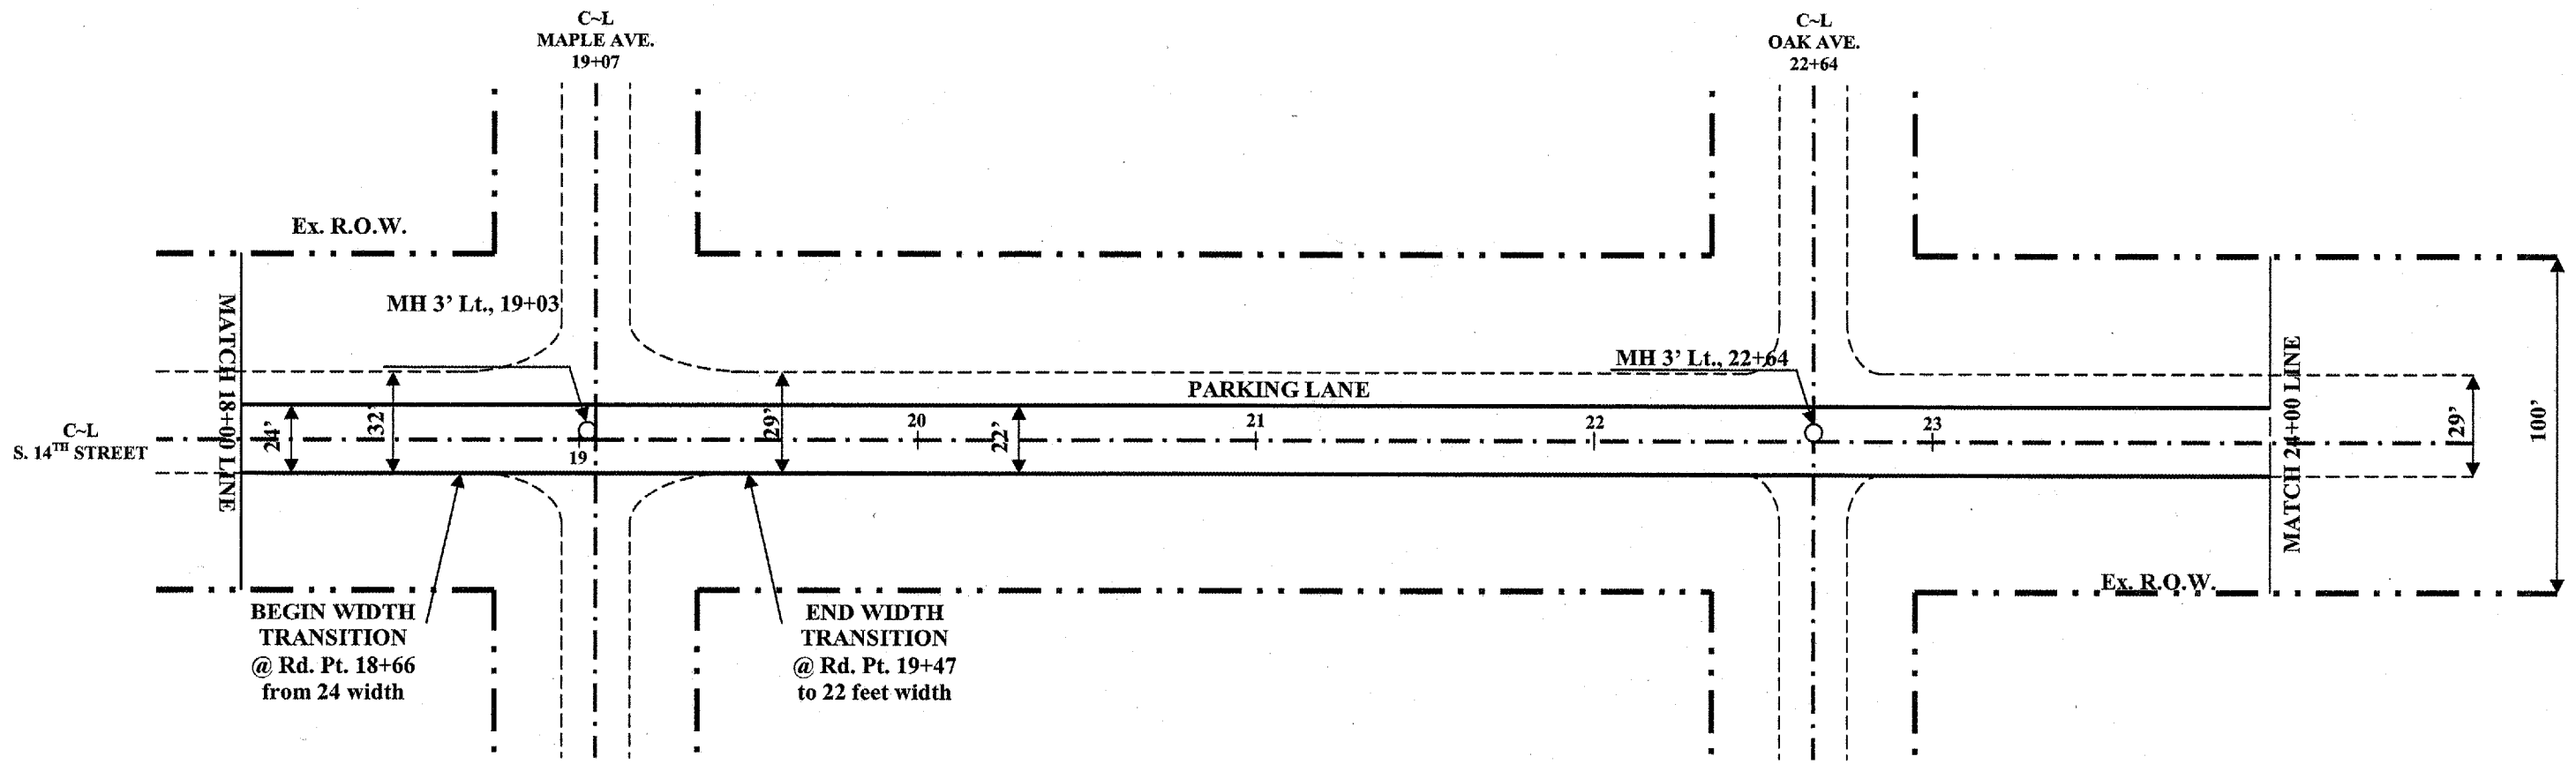 C~L
MAPLE AVE.
19+07
C~L
OAK AVE.
22+64
Ex. R.O.W.
MATCH 18+00 LINE
MH 3' Lt., 19+03
MH 3' Lt., 22+64
PARKING LANE
C~L
S. 14TH STREET
24'
32'
19
29'
20
22'
21
22
23
MATCH 24+00 LINE
29'
100'
Ex. R.O.W.
BEGIN WIDTH
TRANSITION
@ Rd. Pt. 18+66
from 24 width
END WIDTH
TRANSITION
@ Rd. Pt. 19+47
to 22 feet width